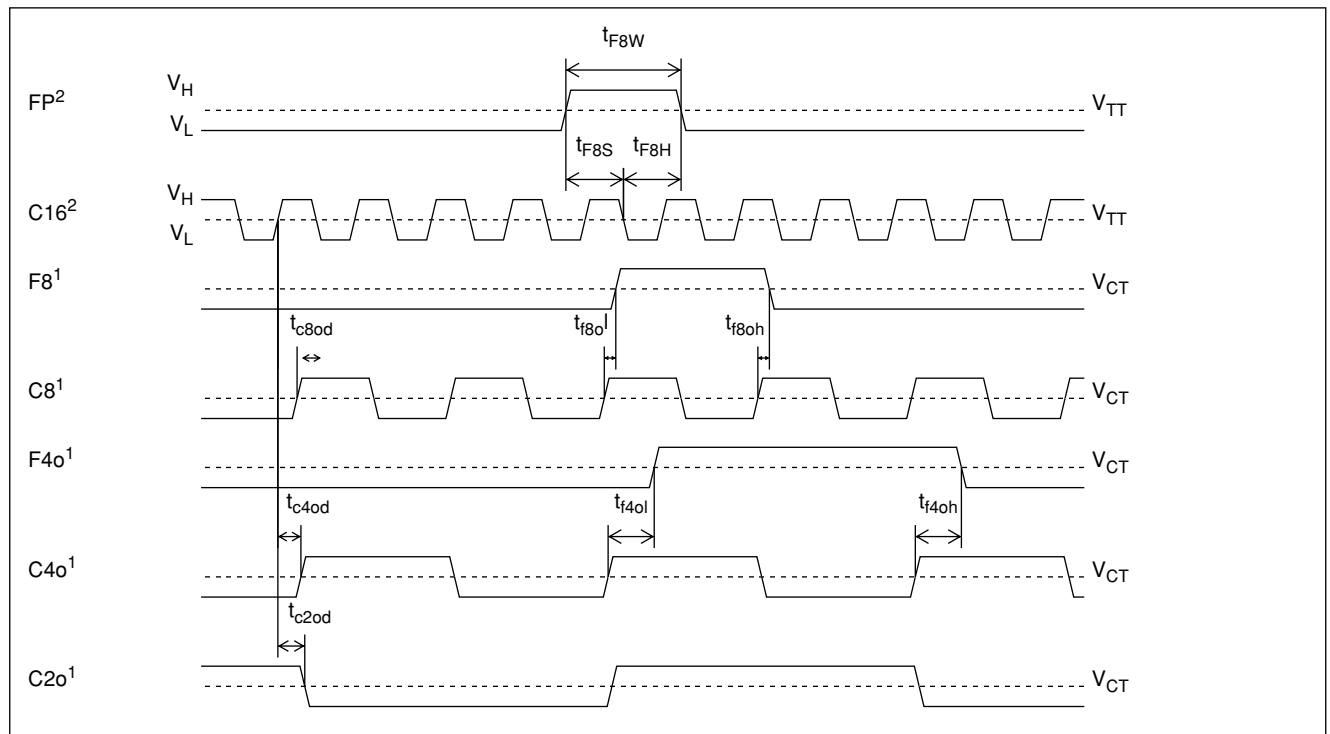 tF8W
VH
FP²
VTT
VL
tF8S
tF8H
VH
C16²
VTT
VL
F8¹
VCT
tc8od
tf8ol
tf8oh
C8¹
VCT
F4o¹
VCT
tc4od
tf4ol
tf4oh
C4o¹
VCT
tc2od
C2o¹
VCT